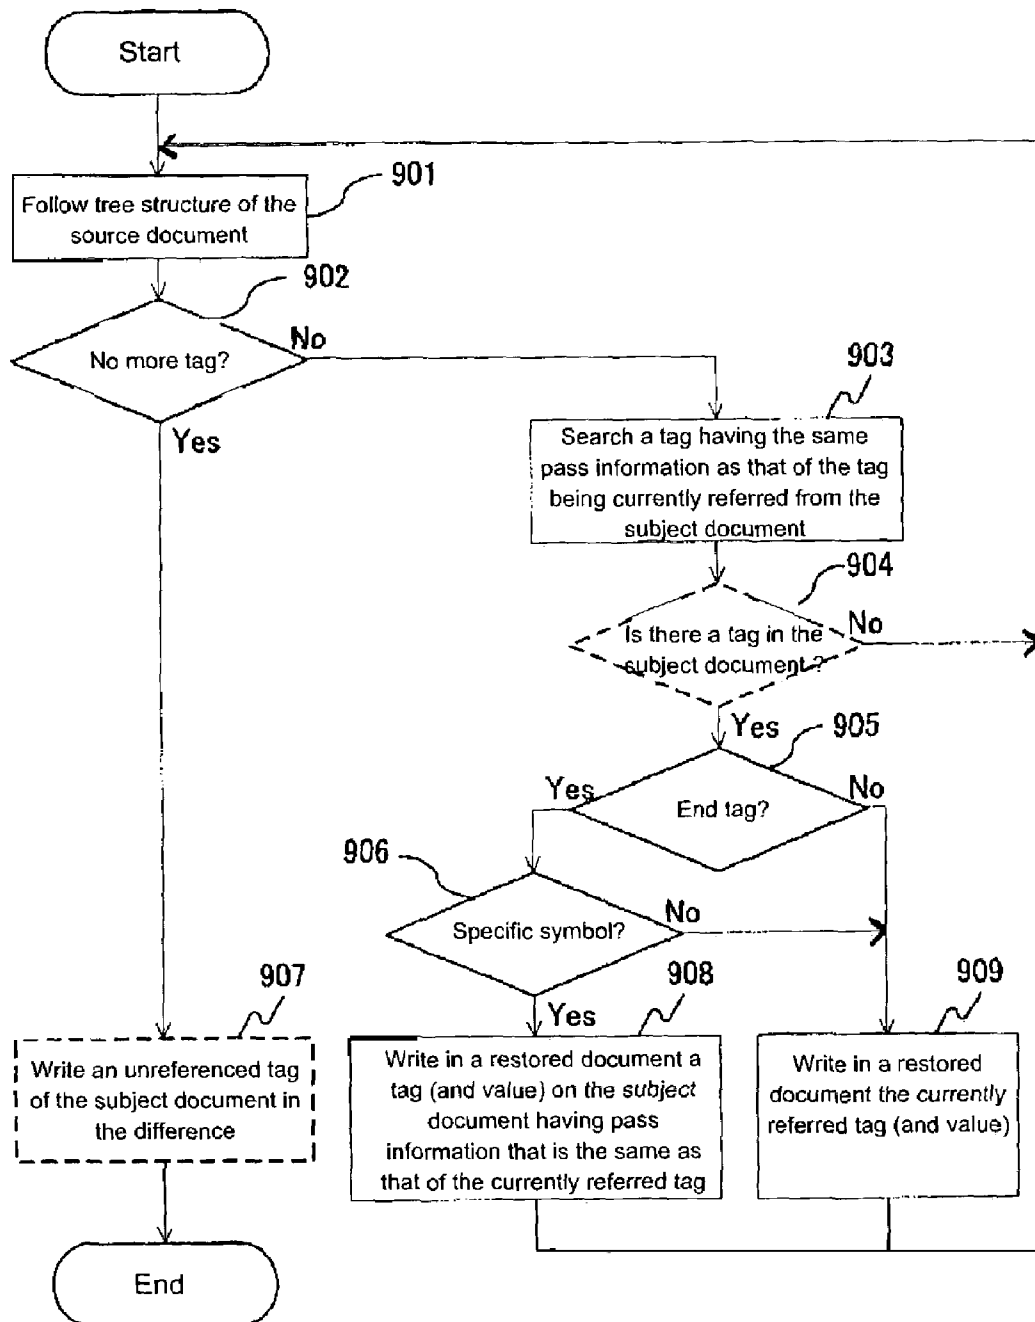 Start
901
Follow tree structure of the
source document
902
No more tag?
No
Yes
903
Search a tag having the same
pass information as that of the tag
being currently referred from the
subject document
904
Is there a tag in the
subject document ?
No
Yes
905
End tag?
Yes
No
906
Specific symbol?
No
Yes
907
Write an unreferenced tag
of the subject document in
the difference
908
Write in a restored document a
tag (and value) on the subject
document having pass
information that is the same as
that of the currently referred tag
909
Write in a restored
document the currently
referred tag (and value)
End